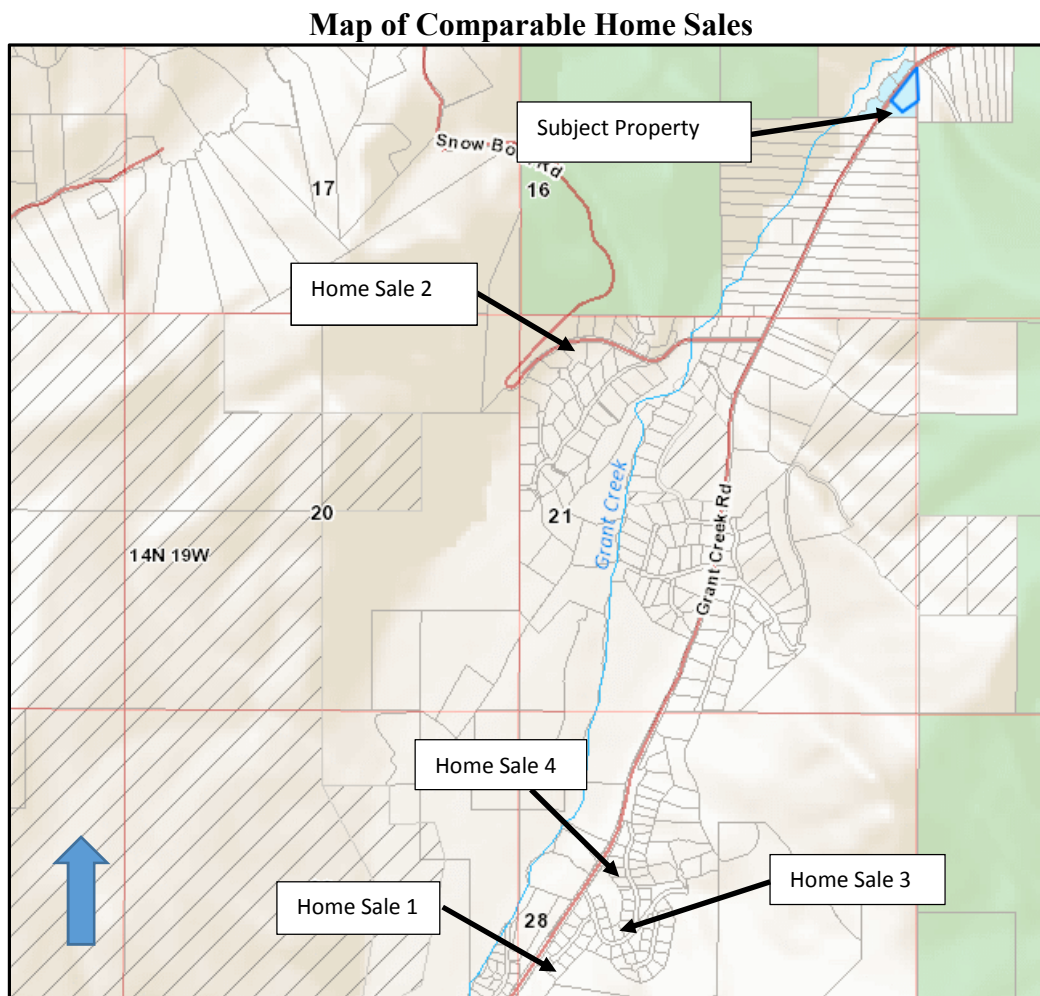 Map of Comparable Home Sales
Subject Property
Snow Bo Rd
17
16
Home Sale 2
Grant Creek
Grant Creek Rd
20
21
14N 19W
Home Sale 4
Home Sale 3
Home Sale 1
28